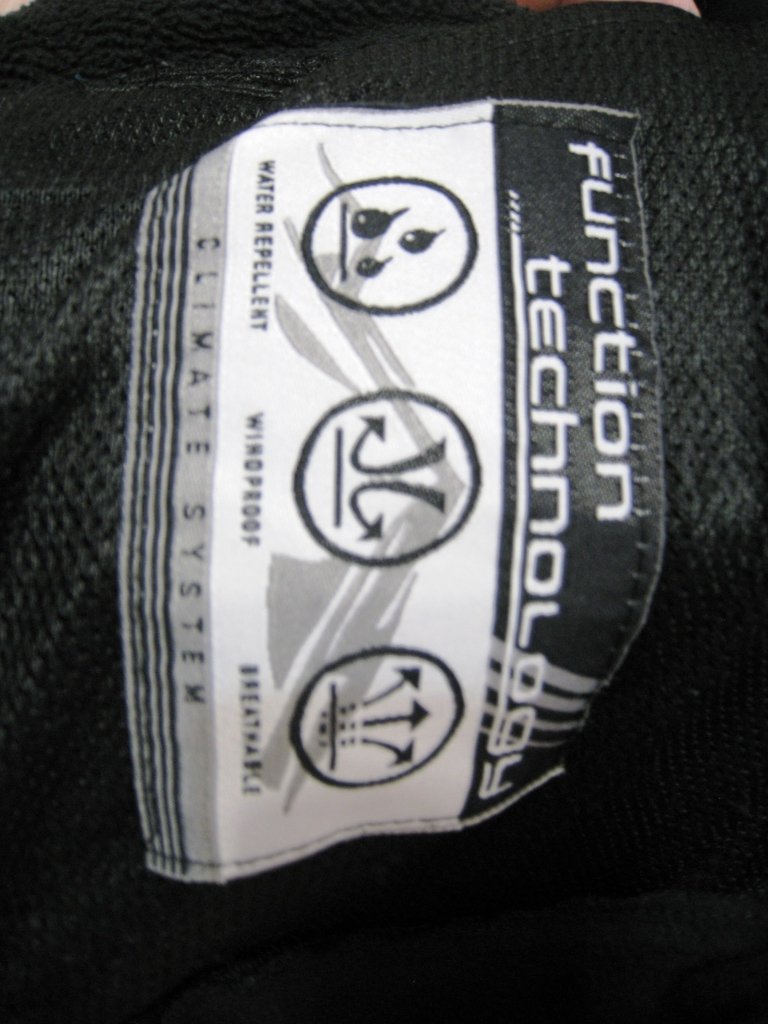 function
technology
WATER REPELLENT WINDPROOF BREATHABLE
CLIMATE SYSTEM